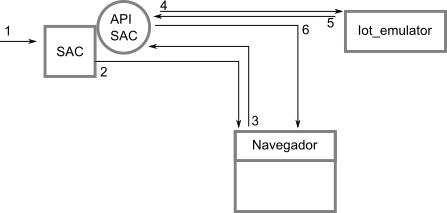 1
SAC
API
SAC
4
5
6
Iot_emulator
2
3
Navegador